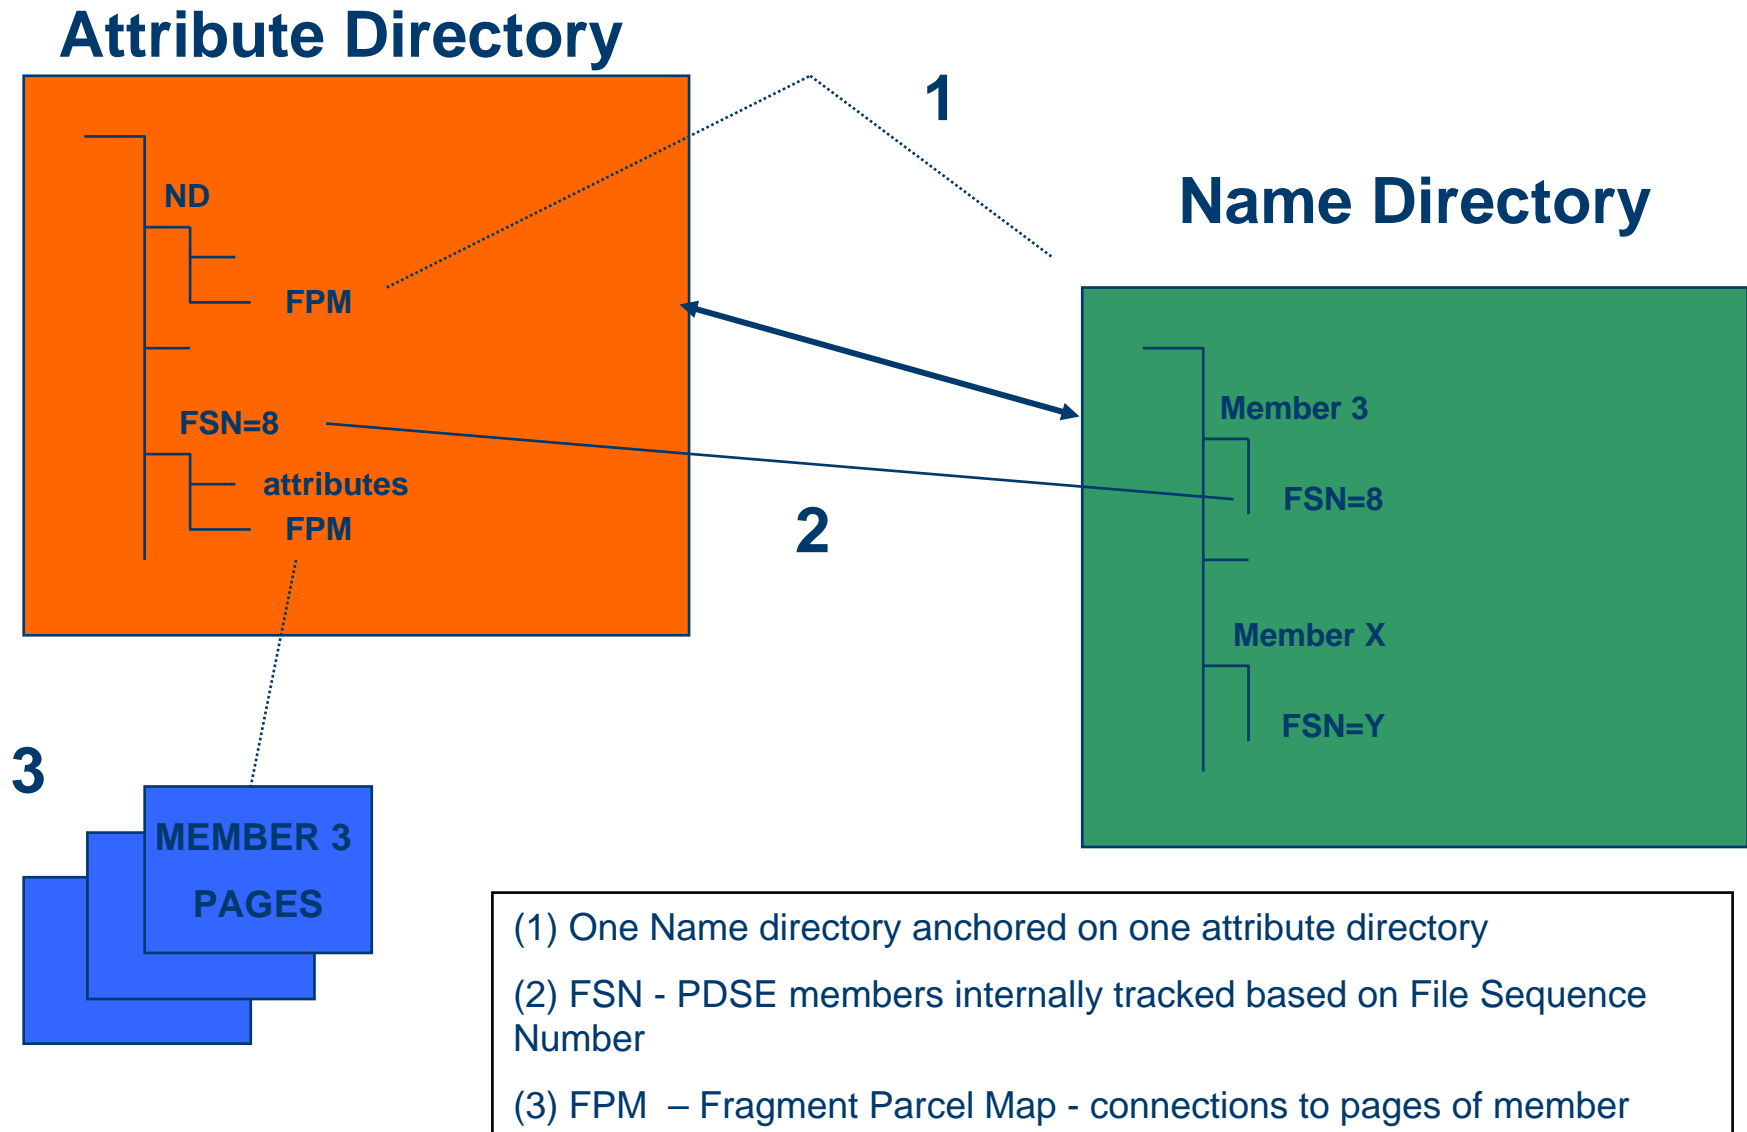 Attribute Directory
1
Name Directory
ND
FPM
FSN=8
attributes
FPM
2
Member 3
FSN=8
Member X
FSN=Y
3
MEMBER 3
PAGES
(1) One Name directory anchored on one attribute directory
(2) FSN - PDSE members internally tracked based on File Sequence
Number
(3) FPM – Fragment Parcel Map - connections to pages of member